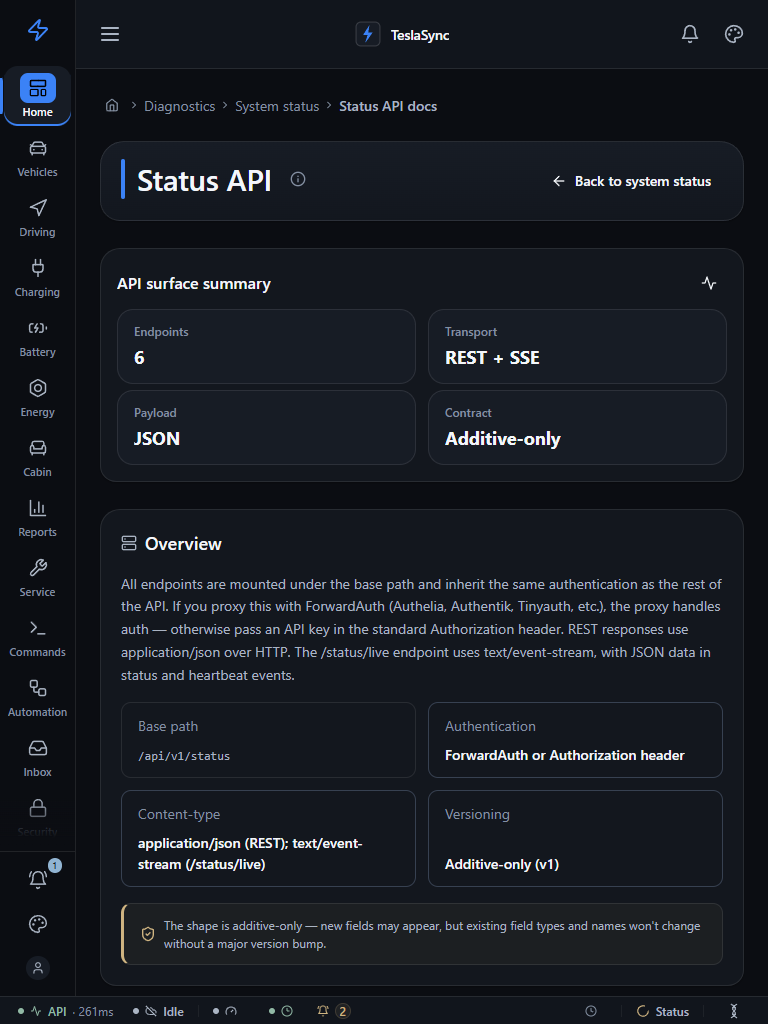 TeslaSync
Home
Vehicles
Driving
Charging
Battery
Energy
Cabin
Reports
Service
Commands
Automation
Inbox
Security
1
Diagnostics > System status > Status API docs
Status API
Back to system status
API surface summary
Endpoints
6
Transport
REST + SSE
Payload
JSON
Contract
Additive-only
Overview
All endpoints are mounted under the base path and inherit the same authentication as the rest of
the API. If you proxy this with ForwardAuth (Authelia, Authentik, Tinyauth, etc.), the proxy handles
auth — otherwise pass an API key in the standard Authorization header. REST responses use
application/json over HTTP. The /status/live endpoint uses text/event-stream, with JSON data in
status and heartbeat events.
Base path
/api/v1/status
Authentication
ForwardAuth or Authorization header
Content-type
application/json (REST); text/event-
stream (/status/live)
Versioning
Additive-only (v1)
The shape is additive-only — new fields may appear, but existing field types and names won't change
without a major version bump.
API · 261ms
Idle
2
Status